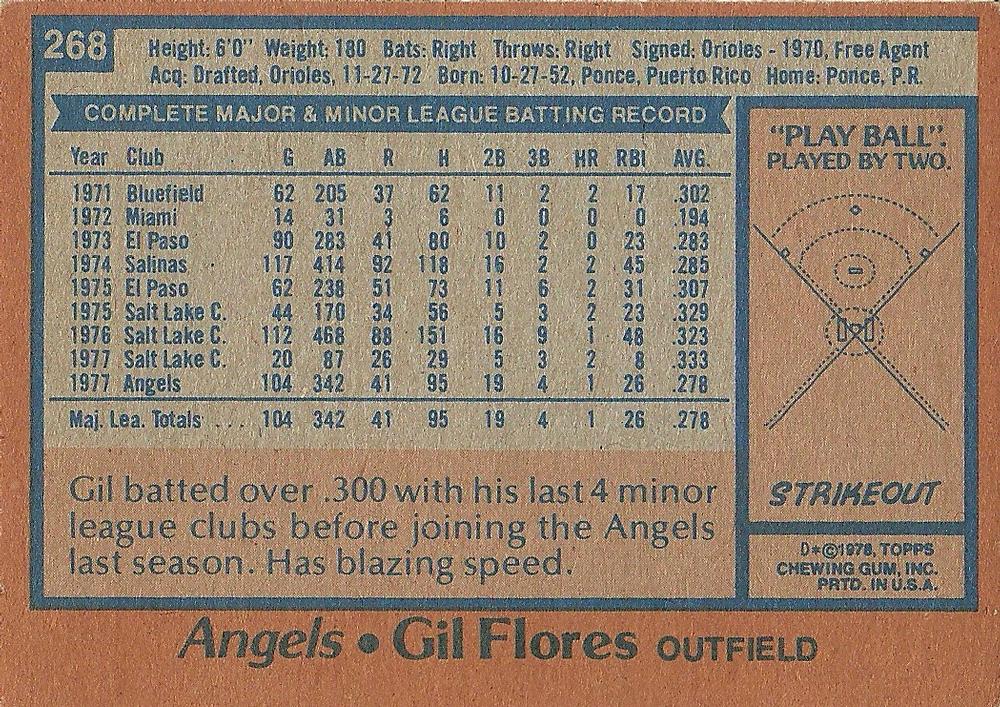 268
Height: 6'0" Weight: 180 Bats: Right Throws: Right Signed: Orioles - 1970, Free Agent
Acq: Drafted, Orioles, 11-27-72 Born: 10-27-52, Ponce, Puerto Rico Home: Ponce, P.R.
COMPLETE MAJOR & MINOR LEAGUE BATTING RECORD
Year Club G AB R H 2B 3B HR RBI AVG.
1971 Bluefield 62 205 37 62 11 2 2 17 .302
1972 Miami 14 31 3 6 0 0 0 0 .194
1973 El Paso 90 283 41 80 10 2 0 23 .283
1974 Salinas 117 414 92 118 16 2 2 45 .285
1975 El Paso 62 238 51 73 11 6 2 31 .307
1975 Salt Lake C. 44 170 34 56 5 3 2 23 .329
1976 Salt Lake C. 112 468 88 151 16 9 1 48 .323
1977 Salt Lake C. 20 87 26 29 5 3 2 8 .333
1977 Angels 104 342 41 95 19 4 1 26 .278
Maj. Lea. Totals ... 104 342 41 95 19 4 1 26 .278
Gil batted over .300 with his last 4 minor
league clubs before joining the Angels
last season. Has blazing speed.
"PLAY BALL".
PLAYED BY TWO.
STRIKEOUT
D*©1978, TOPPS
CHEWING GUM, INC.
PRTD. IN U.S.A.
Angels • Gil Flores OUTFIELD